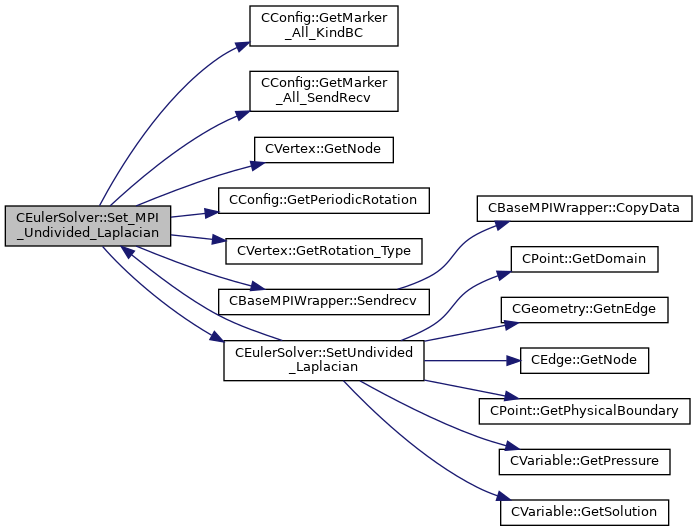 CEulerSolver::Set_MPI
_Undivided_Laplacian
CConfig::GetMarker
_All_KindBC
CConfig::GetMarker
_All_SendRecv
CVertex::GetNode
CConfig::GetPeriodicRotation
CVertex::GetRotation_Type
CBaseMPIWrapper::Sendrecv
CEulerSolver::SetUndivided
_Laplacian
CBaseMPIWrapper::CopyData
CPoint::GetDomain
CGeometry::GetnEdge
CEdge::GetNode
CPoint::GetPhysicalBoundary
CVariable::GetPressure
CVariable::GetSolution